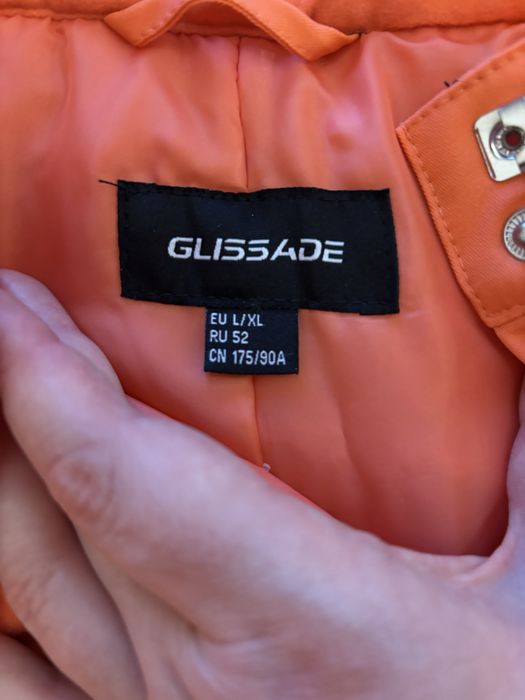 GLISSADE
EU L/XL
RU 52
CN 175/90A